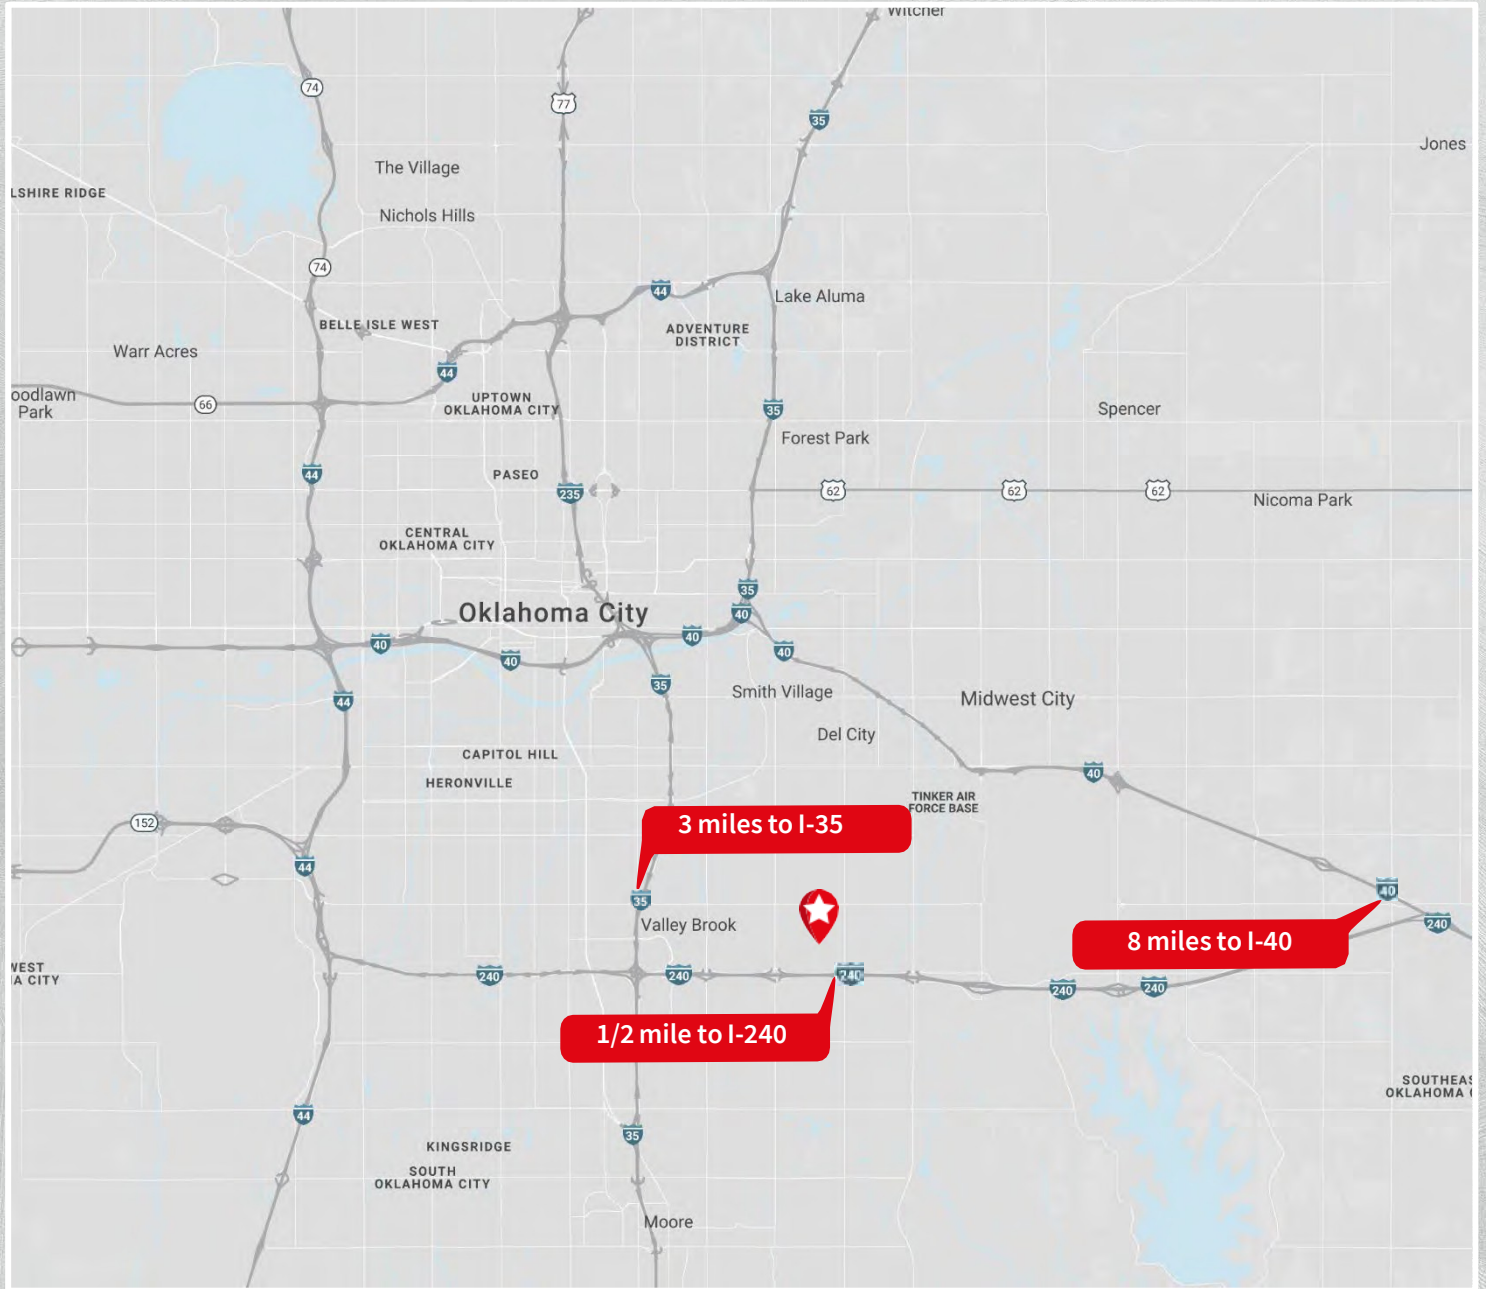 Witcher
74
77
35
Jones
The Village
LSHIRE RIDGE
Nichols Hills
74
44
Lake Aluma
BELLE ISLE WEST
ADVENTURE
DISTRICT
Warr Acres
44
oodlawn
Park
66
UPTOWN
OKLAHOMA CITY
35
Spencer
Forest Park
44
PASEO
235
62
62
62
Nicoma Park
CENTRAL
OKLAHOMA CITY
35
Oklahoma City
40
40
40
40
40
35
44
Smith Village
Midwest City
Del City
CAPITOL HILL
HERONVILLE
40
TINKER AIR
FORCE BASE
152
3 miles to I-35
44
40
35
Valley Brook
240
8 miles to I-40
WEST
A CITY
240
240
240
240
240
1/2 mile to I-240
SOUTHEAS
OKLAHOMA
44
35
KINGSRIDGE
SOUTH
OKLAHOMA CITY
Moore